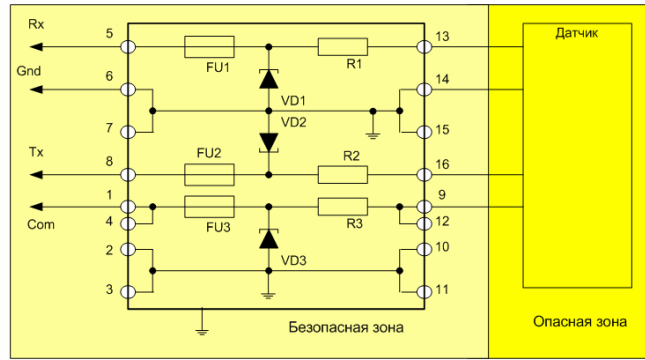 Rx 5 13 Датчик
FU1 R1
Gnd 6 14
VD1
7 VD2 15
Tx 8 R2 16
FU2
1 9
Com 4 FU3 R3 12
2 10
VD3
3 11
Безопасная зона Опасная зона